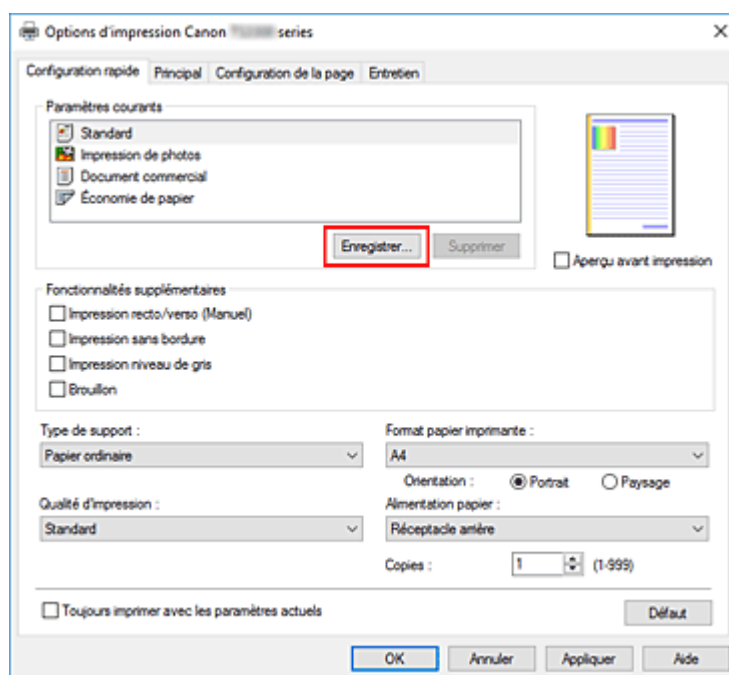 Options d'impression Canon series
Configuration rapide Principal Configuration de la page Entretien
Paramètres courants
Standard
Impression de photos
Document commercial
Économie de papier
Enregistrer... Supprimer
Aperçu avant impression
Fonctionnalités supplémentaires
Impression recto/verso (Manuel)
Impression sans bordure
Impression niveau de gris
Brouillon
Type de support : Format papier imprimante :
Papier ordinaire A4
Orientation : Portrait Paysage
Qualité d'impression : Alimentation papier :
Standard Réceptacle arrière
Copies : 1 (1-999)
Toujours imprimer avec les paramètres actuels Défaut
OK Annuler Appliquer Aide